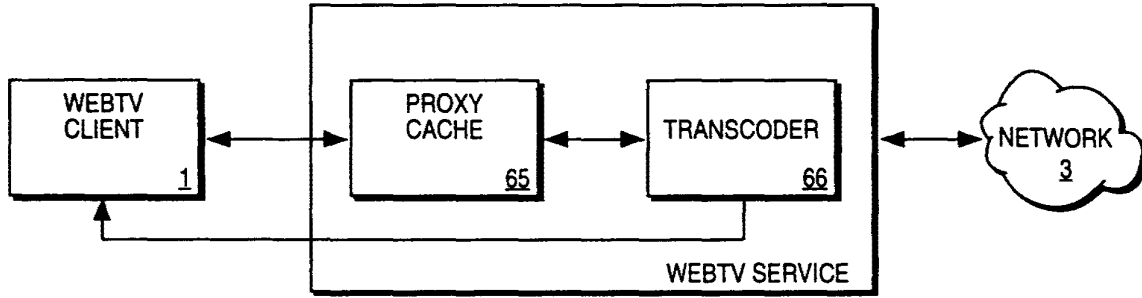 WEBTV
CLIENT
1
PROXY
CACHE
65
TRANSCODER
66
NETWORK
3
WEBTV SERVICE